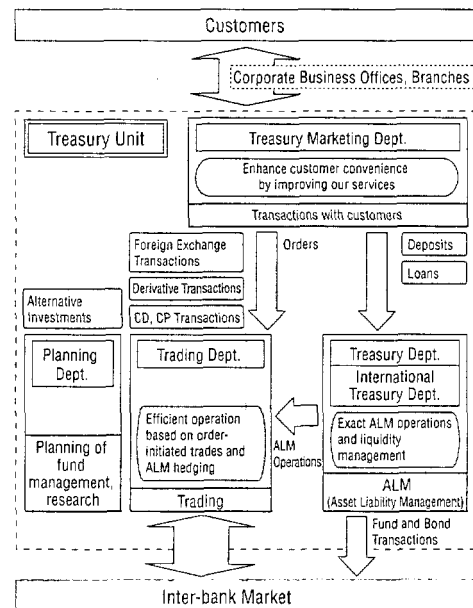 Customers
Corporate Business Offices, Branches
Treasury Unit
Treasury Marketing Dept.
Enhance customer convenience
by improving our services
Transactions with customers
Foreign Exchange
Transactions
Orders
Deposits
Derivative Transactions
Loans
Alternative
Investments
CD, CP Transactions
Planning
Dept.
Trading Dept.
Treasury Dept.
International
Treasury Dept.
Efficient operation
based on order-
initiated trades and
ALM hedging
ALM
Operations
Exact ALM operations
and liquidity
management
Planning of
fund
management,
research
Trading
ALM
(Asset Liability Management)
Fund and Bond
Transactions
Inter-bank Market